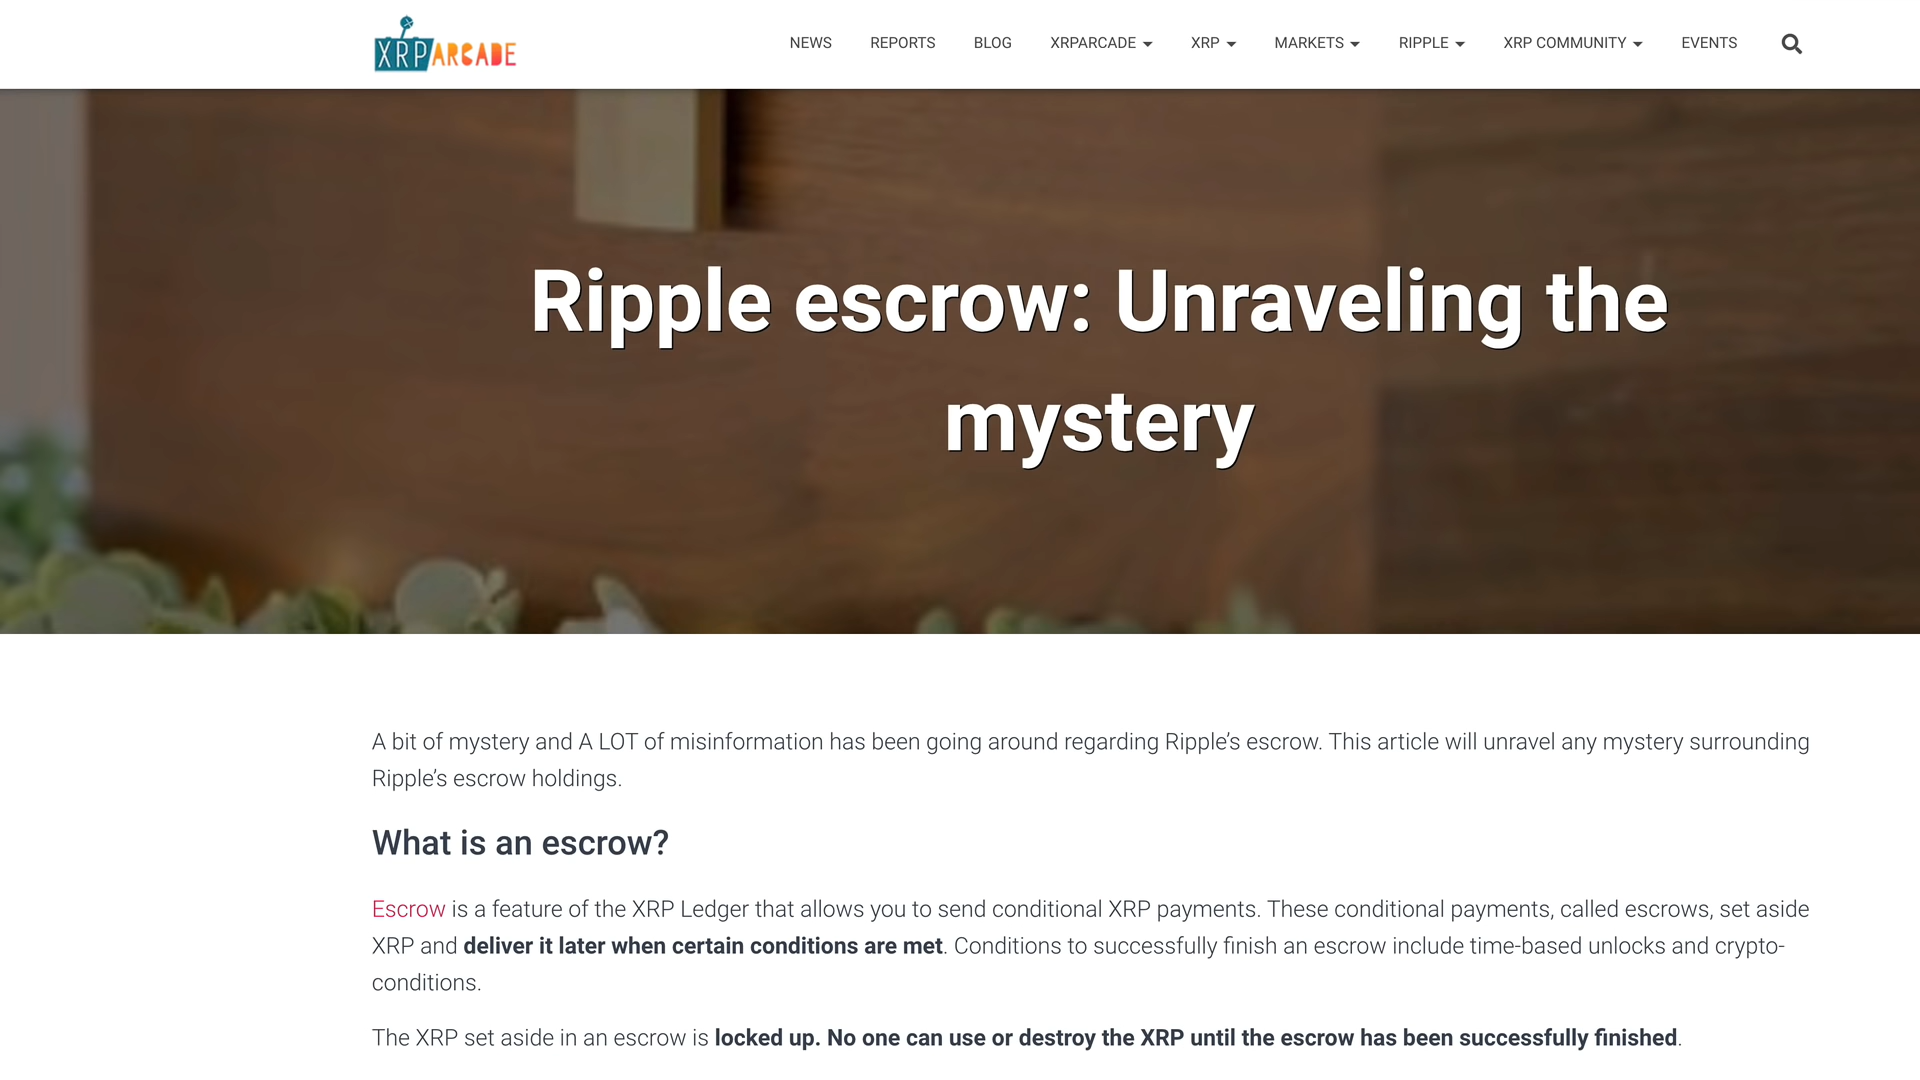 XRPARCADE
NEWS REPORTS BLOG XRPARCADE XRP MARKETS RIPPLE XRP COMMUNITY EVENTS
Ripple escrow: Unraveling the
mystery
A bit of mystery and A LOT of misinformation has been going around regarding Ripple’s escrow. This article will unravel any mystery surrounding
Ripple’s escrow holdings.
What is an escrow?
Escrow is a feature of the XRP Ledger that allows you to send conditional XRP payments. These conditional payments, called escrows, set aside
XRP and deliver it later when certain conditions are met. Conditions to successfully finish an escrow include time-based unlocks and crypto-
conditions.
The XRP set aside in an escrow is locked up. No one can use or destroy the XRP until the escrow has been successfully finished.